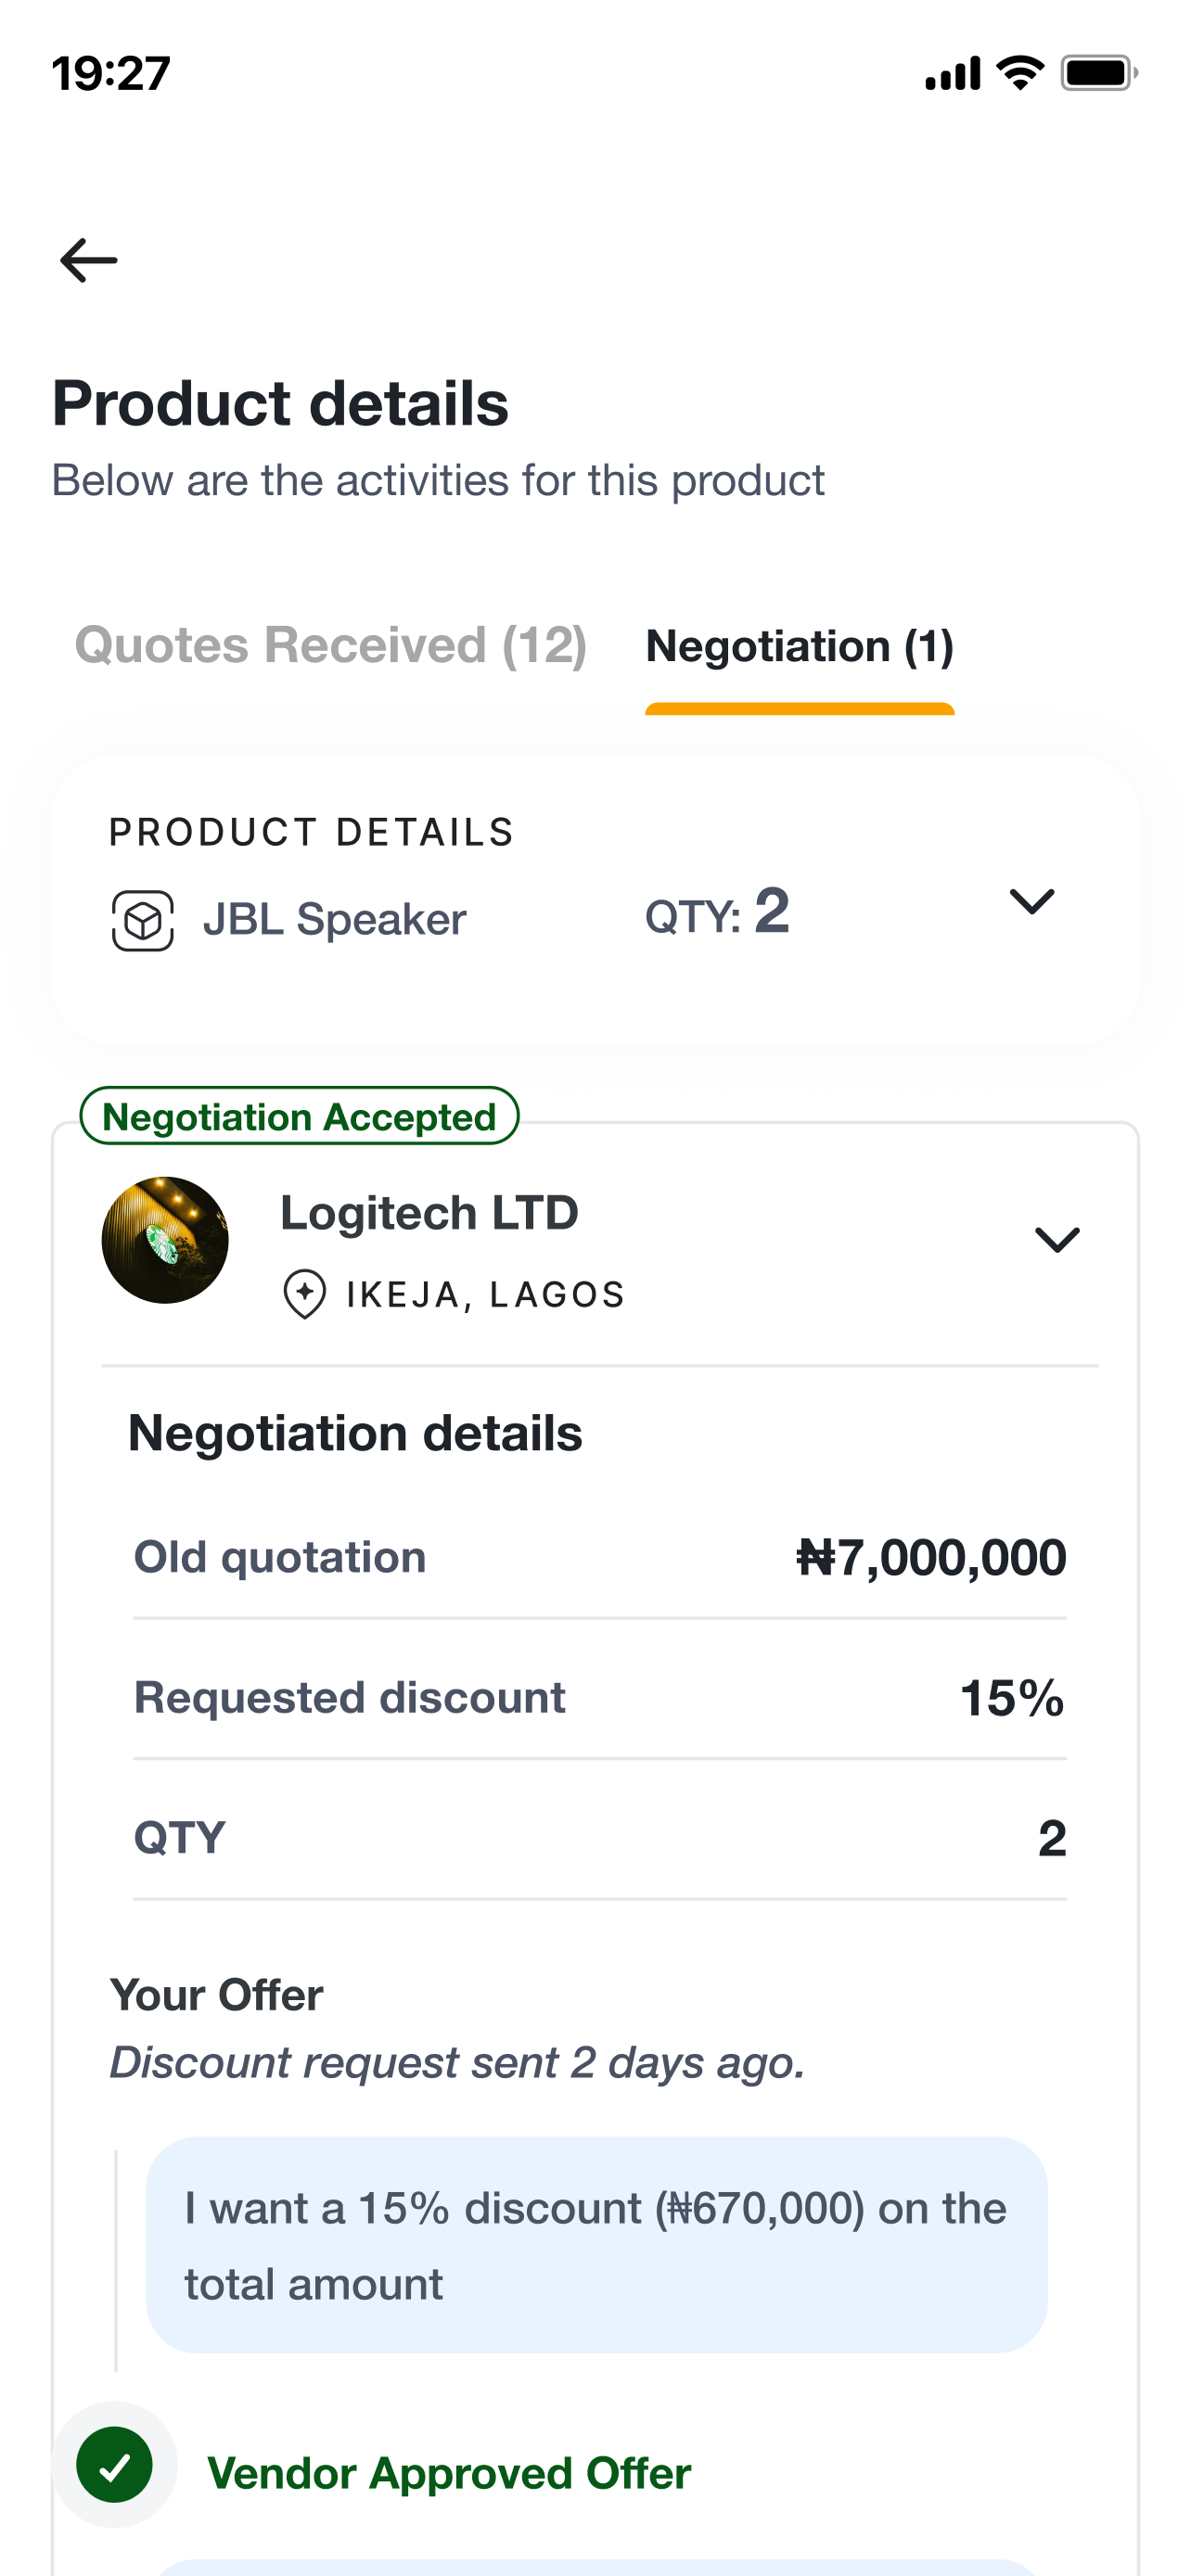 19:27
Product details
Below are the activities for this product
Quotes Received (12) Negotiation (1)
PRODUCT DETAILS
JBL Speaker QTY: 2
Negotiation Accepted
Logitech LTD
IKEJA, LAGOS
Negotiation details
Old quotation ₦7,000,000
Requested discount 15%
QTY 2
Your Offer
Discount request sent 2 days ago.
I want a 15% discount (₦670,000) on the
total amount
Vendor Approved Offer